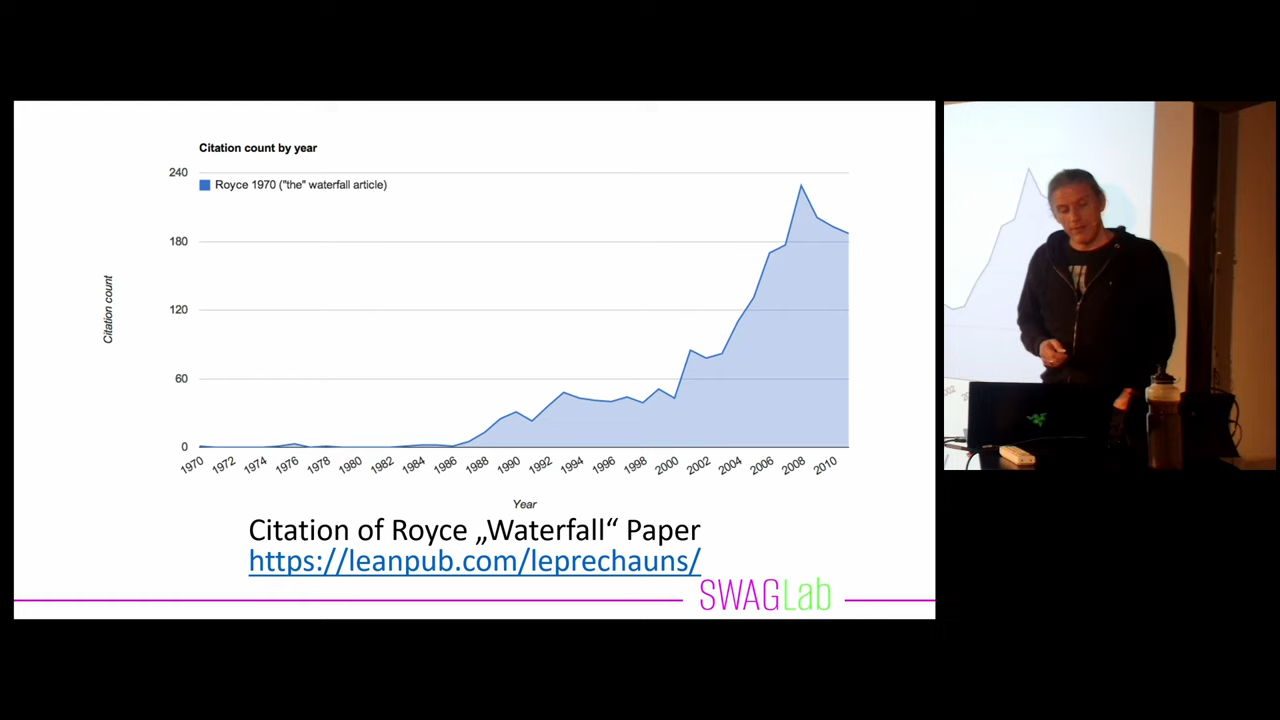 Citation count by year
240
Royce 1970 ("the" waterfall article)
180
120
60
0
Citation count
1970 1972 1974 1976 1978 1980 1982 1984 1986 1988 1990 1992 1994 1996 1998 2000 2002 2004 2006 2008 2010
Year
Citation of Royce „Waterfall“ Paper
https://leanpub.com/leprechauns/
SWAGLab